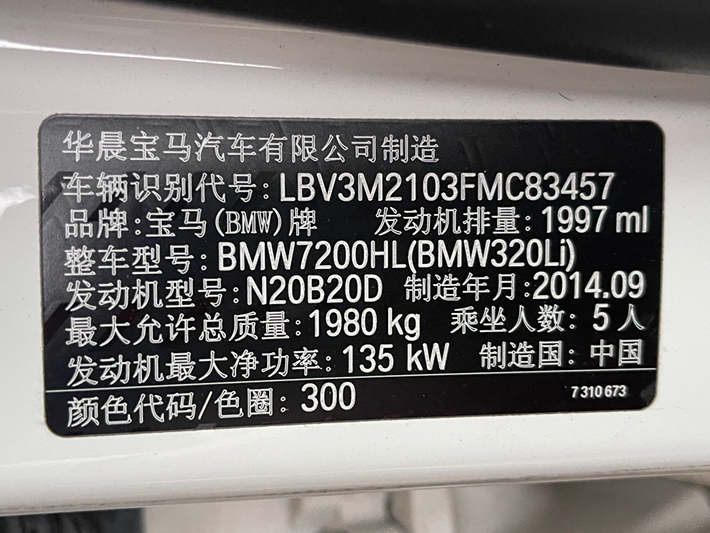 华晨宝马汽车有限公司制造
车辆识别代号: LBV3M2103FMC83457
品牌: 宝马(BMW)牌 发动机排量: 1997 ml
整车型号: BMW7200HL(BMW320Li)
发动机型号: N20B20D 制造年月: 2014.09
最大允许总质量: 1980 kg 乘坐人数: 5 人
发动机最大净功率: 135 kW 制造国: 中国
颜色代码/色圈: 300 7 310 673